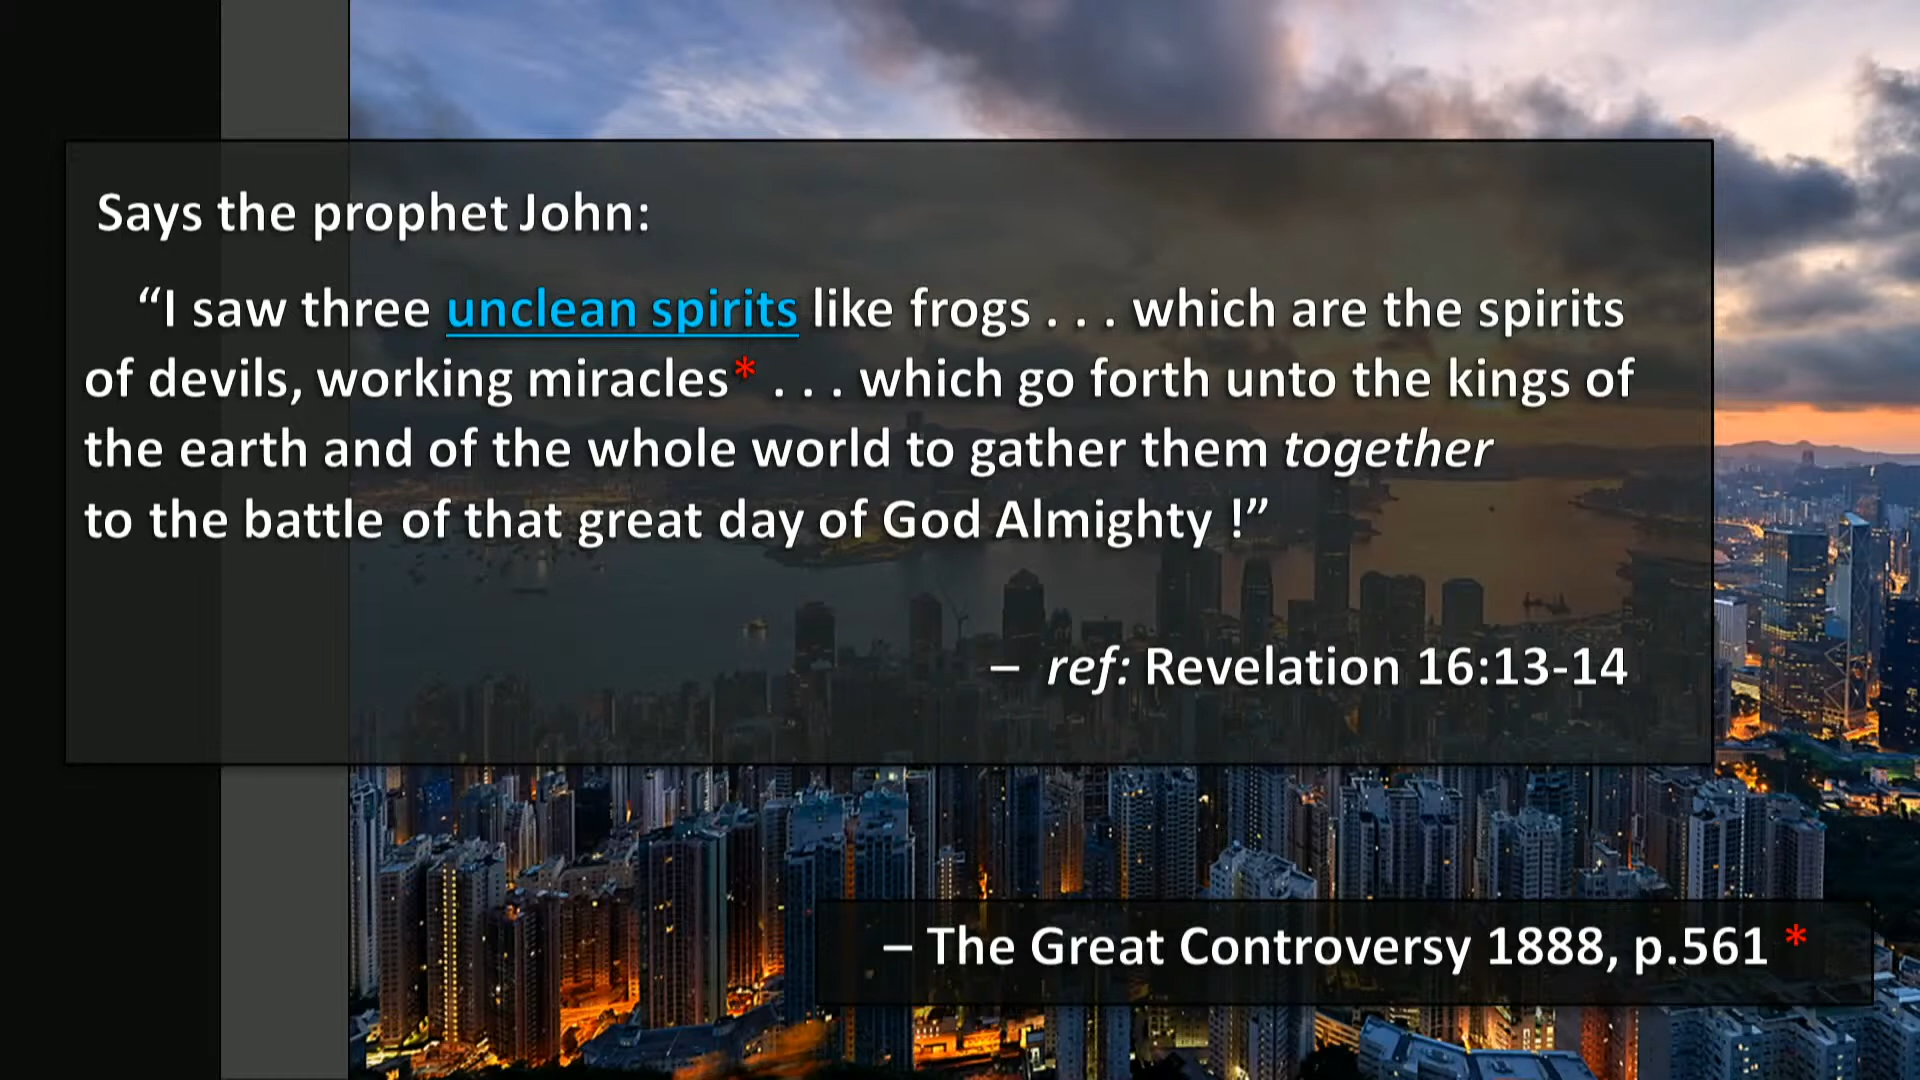 Says the prophet John:
“I saw three unclean spirits like frogs . . . which are the spirits
of devils, working miracles* . . . which go forth unto the kings of
the earth and of the whole world to gather them together
to the battle of that great day of God Almighty !”
– ref: Revelation 16:13-14
– The Great Controversy 1888, p.561 *